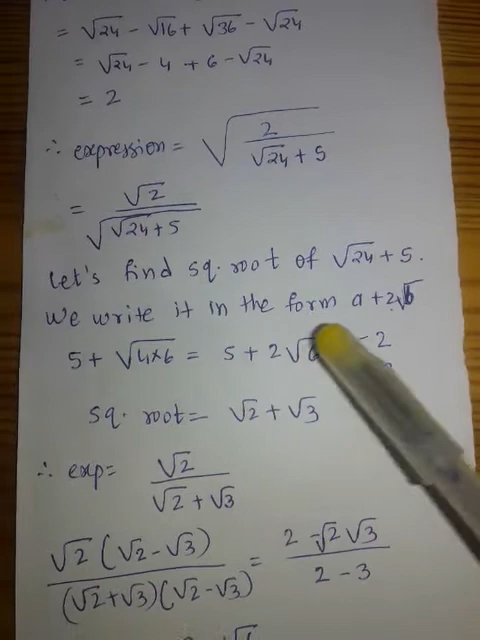 = √24 - √16 + √36 - √24
= √24 - 4 + 6 - √24
= 2
∴ expression = √(2/(√24 + 5))
= √2/√(√24 + 5)
Let's find sq. root of √24 + 5.
We write it in the form a + 2√b
5 + √(4×6) = 5 + 2√6 2
sq. root = √2 + √3
∴ exp = √2/(√2 + √3)
√2(√2 - √3)/((√2 + √3)(√2 - √3)) = (2 - √2√3)/(2 - 3)